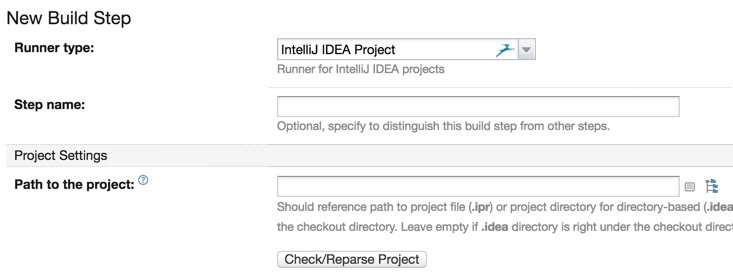 New Build Step
Runner type:
IntelliJ IDEA Project
Runner for IntelliJ IDEA projects
Step name:
Optional, specify to distinguish this build step from other steps.
Project Settings
Path to the project: ?
Should reference path to project file (.ipr) or project directory for directory-based (.idea
the checkout directory. Leave empty if .idea directory is right under the checkout direct
Check/Reparse Project